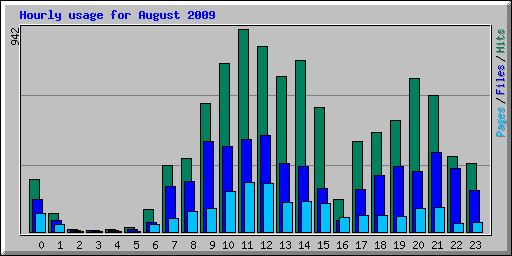 Hourly usage for August 2009
942
Pages / Files / Hits
0 1 2 3 4 5 6 7 8 9 10 11 12 13 14 15 16 17 18 19 20 21 22 23